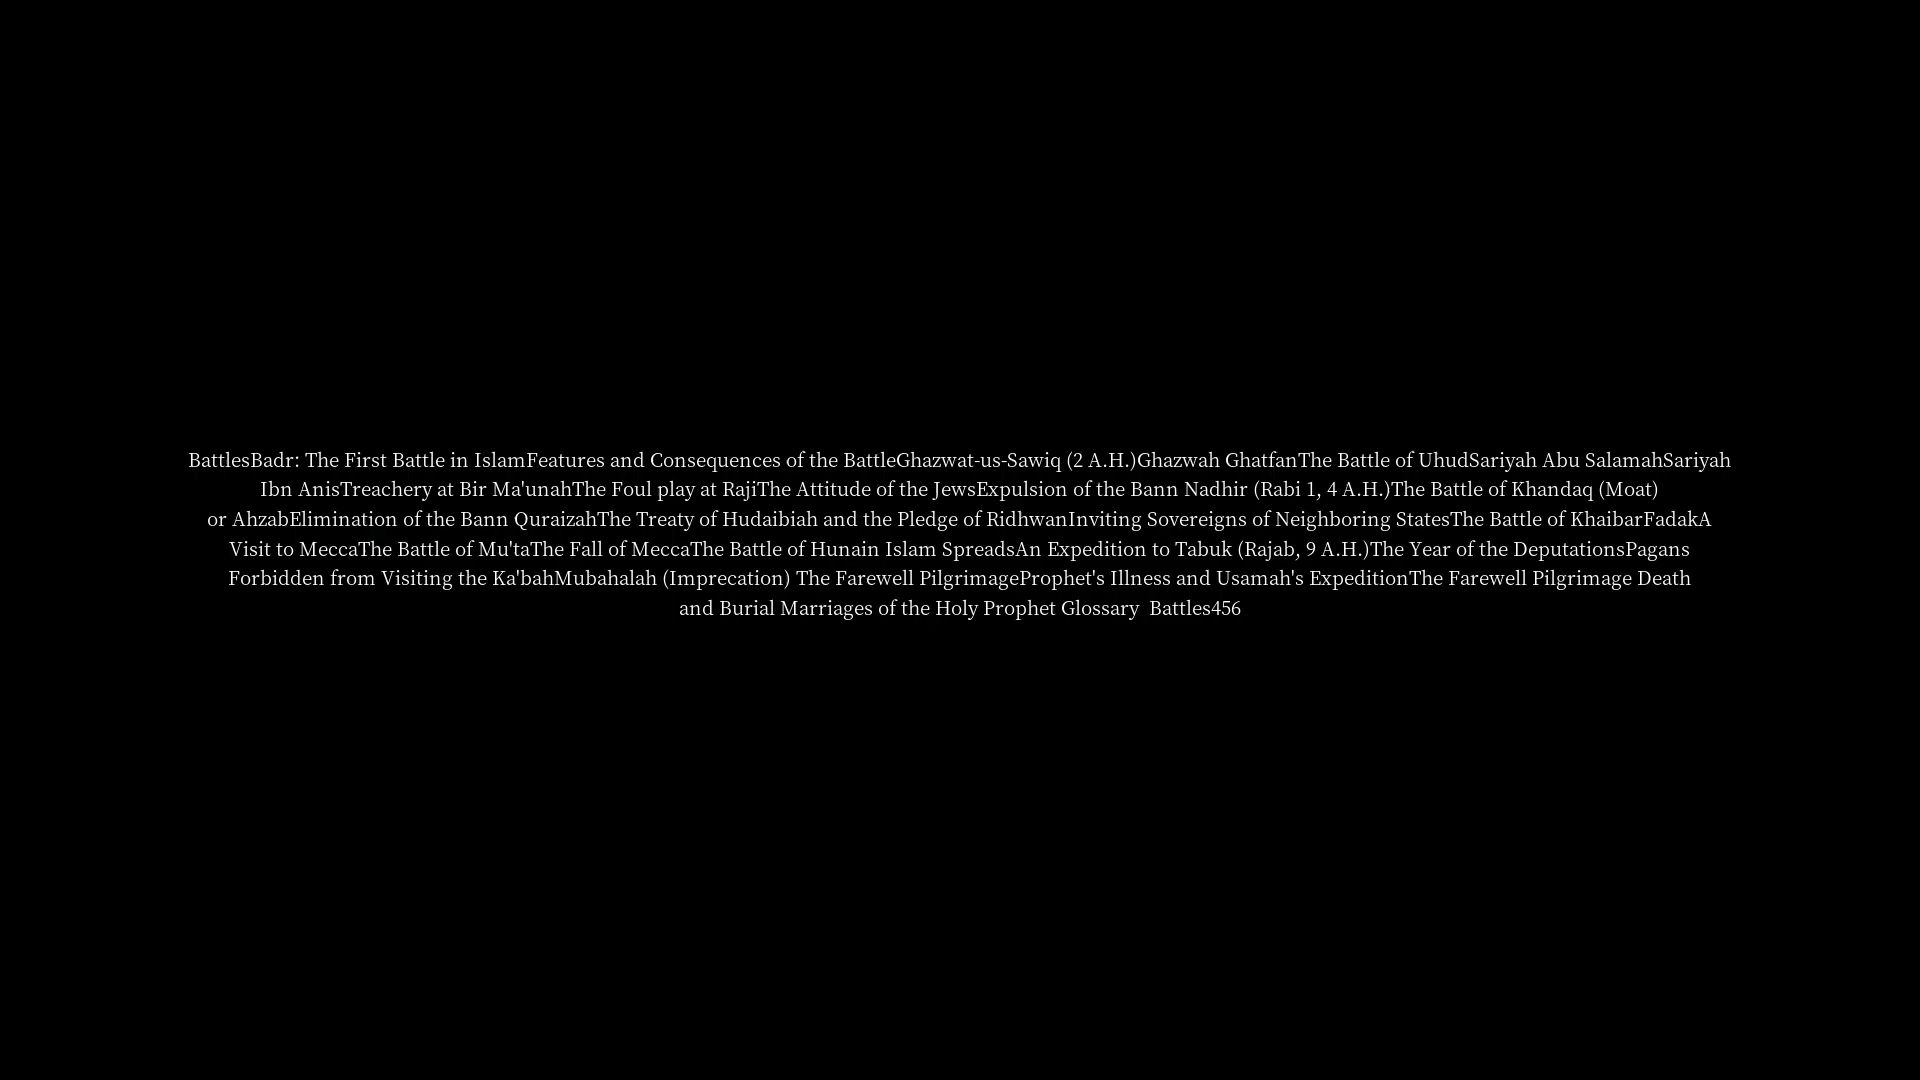 BattlesBadr: The First Battle in IslamFeatures and Consequences of the BattleGhazwat-us-Sawiq (2 A.H.)Ghazwah GhatfanThe Battle of UhudSariyah Abu SalamahSariyah
Ibn AnisTreachery at Bir Ma'unahThe Foul play at RajiThe Attitude of the JewsExpulsion of the Bann Nadhir (Rabi 1, 4 A.H.)The Battle of Khandaq (Moat)
or AhzabElimination of the Bann QuraizahThe Treaty of Hudaibiah and the Pledge of RidhwanInviting Sovereigns of Neighboring StatesThe Battle of KhaibarFadakA
Visit to MeccaThe Battle of Mu'taThe Fall of MeccaThe Battle of Hunain Islam SpreadsAn Expedition to Tabuk (Rajab, 9 A.H.)The Year of the DeputationsPagans
Forbidden from Visiting the Ka'bahMubahalah (Imprecation) The Farewell PilgrimageProphet's Illness and Usamah's ExpeditionThe Farewell Pilgrimage Death
and Burial Marriages of the Holy Prophet Glossary  Battles456